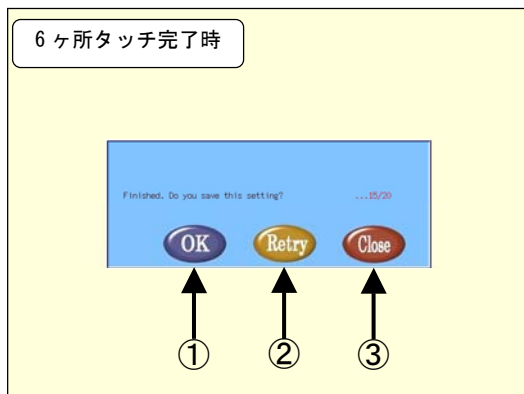 6ヶ所タッチ完了時
Finished. Do you save this setting? ...15/20
OK Retry Close
① ② ③